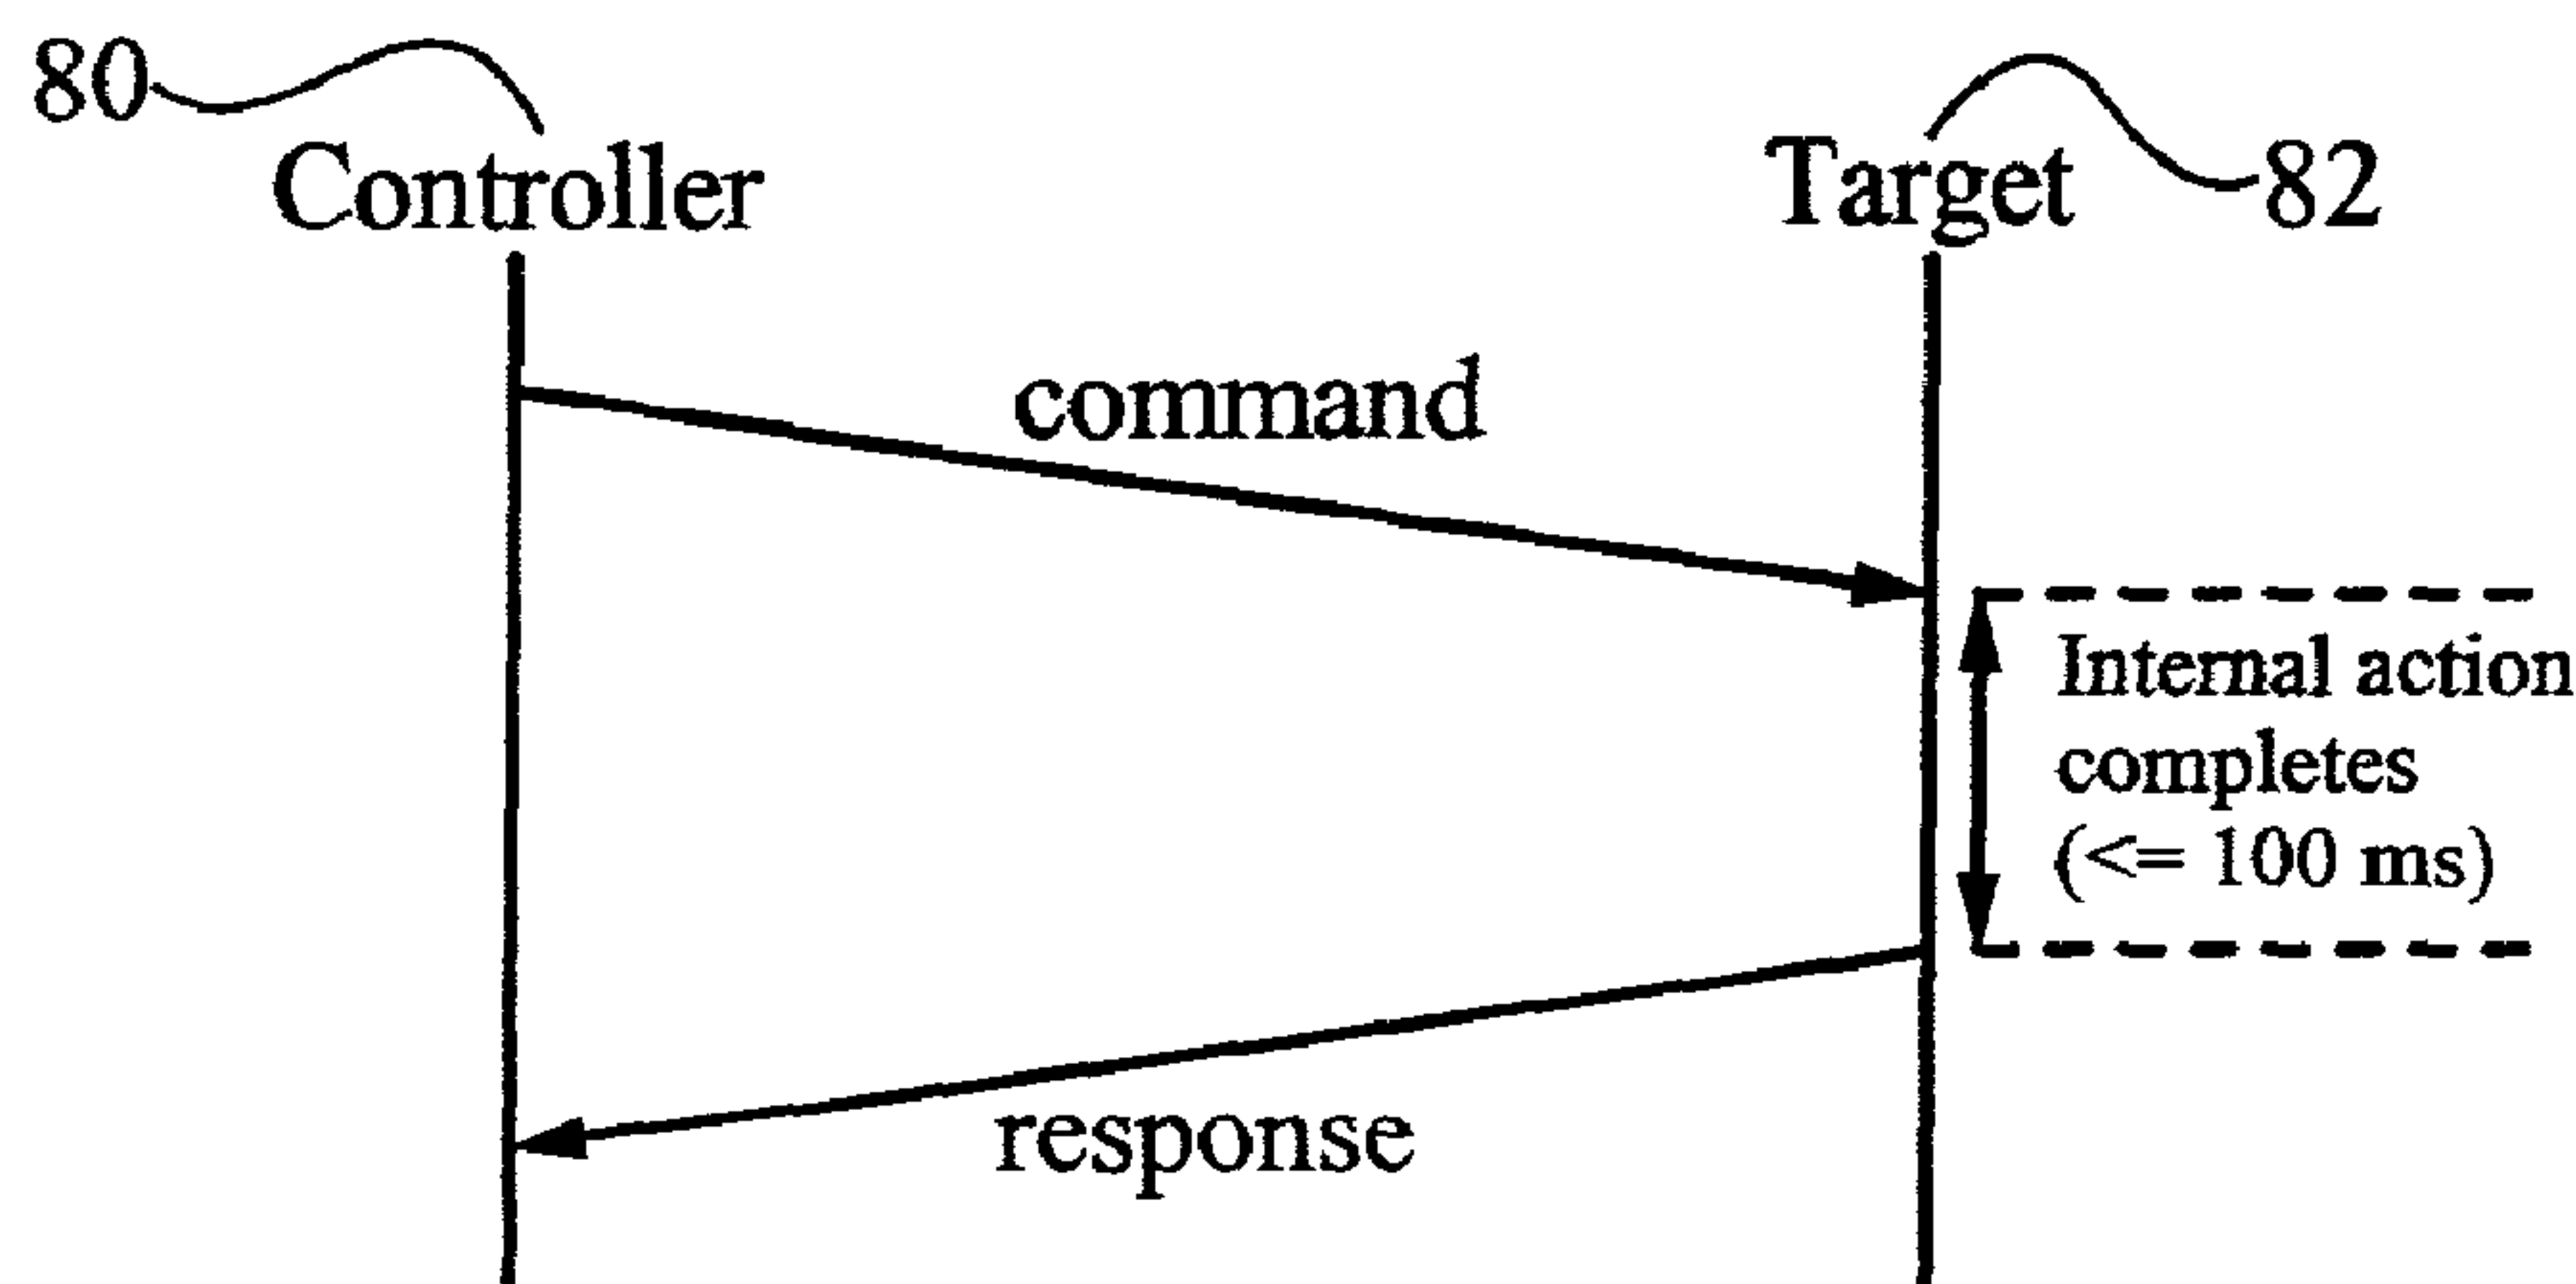 80
Controller
Target
82
command
Internal action
completes
(<= 100 ms)
response